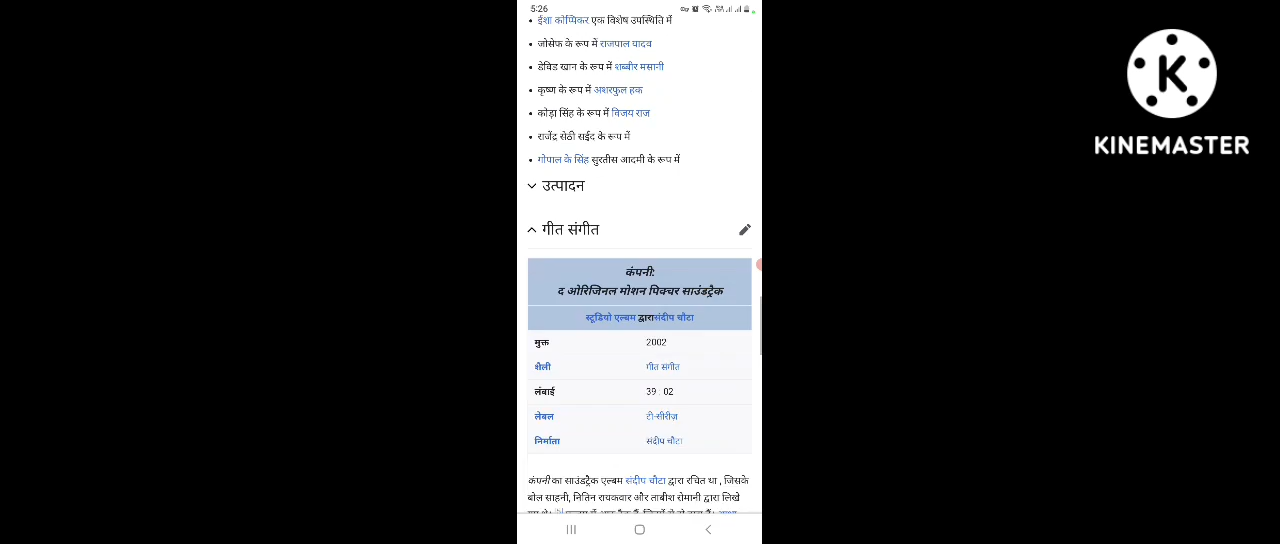 5:26
ईशा कोप्पिकर एक विशेष उपस्थिति में
जोसेफ के रूप में राजपाल यादव
डेविड खान के रूप में शब्बीर मसानी
कृष्ण के रूप में अशरफुल हक
कोड़ा सिंह के रूप में विजय राज
राजेंद्र सेठी सईद के रूप में
गोपाल के सिंह सुरतीस आदमी के रूप में
उत्पादन
गीत संगीत
कंपनी:
द ओरिजिनल मोशन पिक्चर साउंडट्रैक
स्टूडियो एल्बम द्वारासंदीप चौटा
मुक्त 2002
शैली गीत संगीत
लंबाई 39 : 02
लेबल टी-सीरीज़
निर्माता संदीप चौटा
कंपनी का साउंडट्रैक एल्बम संदीप चौटा द्वारा रचित था , जिसके
बोल साहनी, नितिन रायकवार और ताबीश रोमानी द्वारा लिखे
K
KINEMASTER